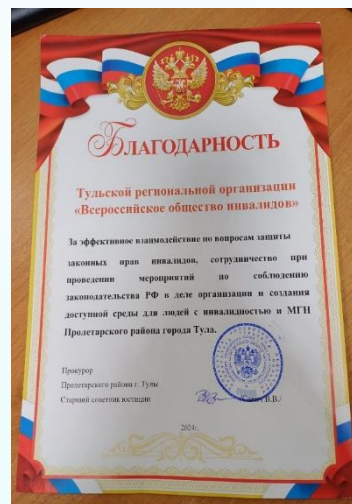 БЛАГОДАРНОСТЬ
Тульской региональной организации
«Всероссийское общество инвалидов»
За эффективное взаимодействие по вопросам защиты
законных прав инвалидов, сотрудничество при
проведении мероприятий по соблюдению
законодательства РФ в деле организации и создания
доступной среды для людей с инвалидностью и МГН
Пролетарского района города Тула.
Прокурор
Пролетарского района г. Тулы
Старший советник юстиции
В.В./
2024г.